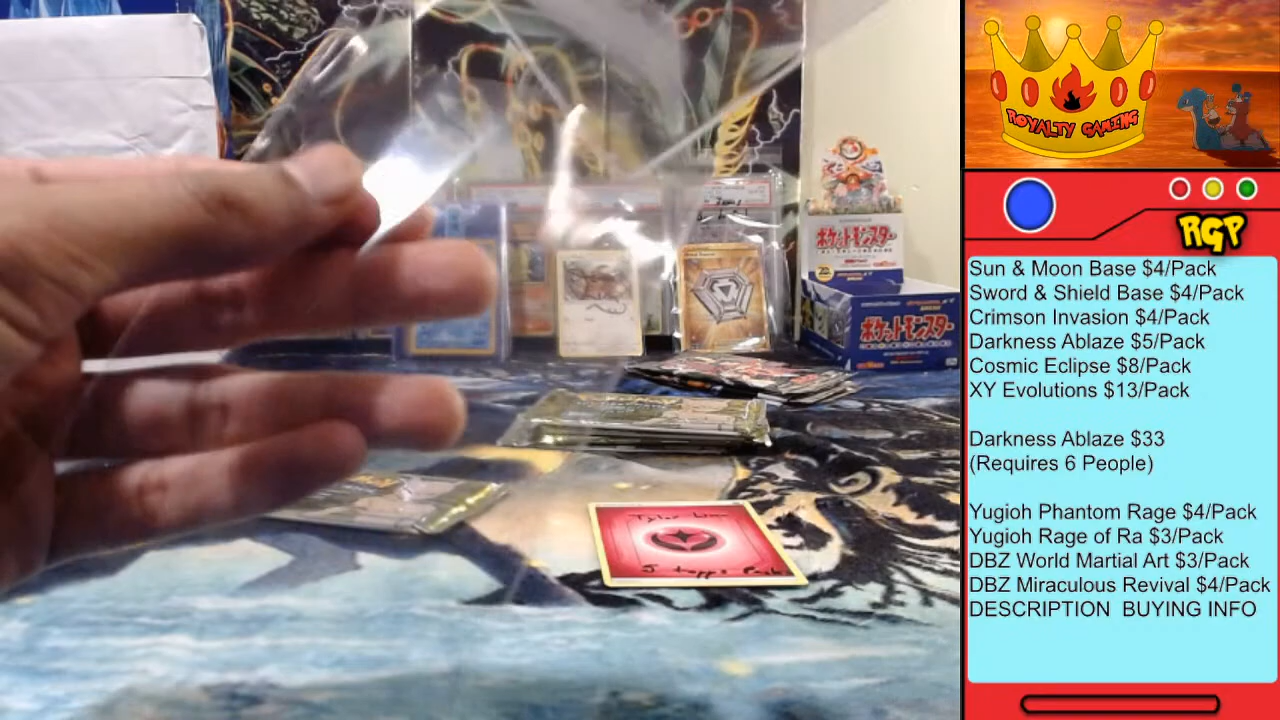 ROYALTY GAMING
RGP
Sun & Moon Base $4/Pack
Sword & Shield Base $4/Pack
Crimson Invasion $4/Pack
Darkness Ablaze $5/Pack
Cosmic Eclipse $8/Pack
XY Evolutions $13/Pack
Darkness Ablaze $33
(Requires 6 People)
Yugioh Phantom Rage $4/Pack
Yugioh Rage of Ra $3/Pack
DBZ World Martial Art $3/Pack
DBZ Miraculous Revival $4/Pack
DESCRIPTION BUYING INFO
ポケットモンスター
ポケットモンスター
Tyler
5
Pack